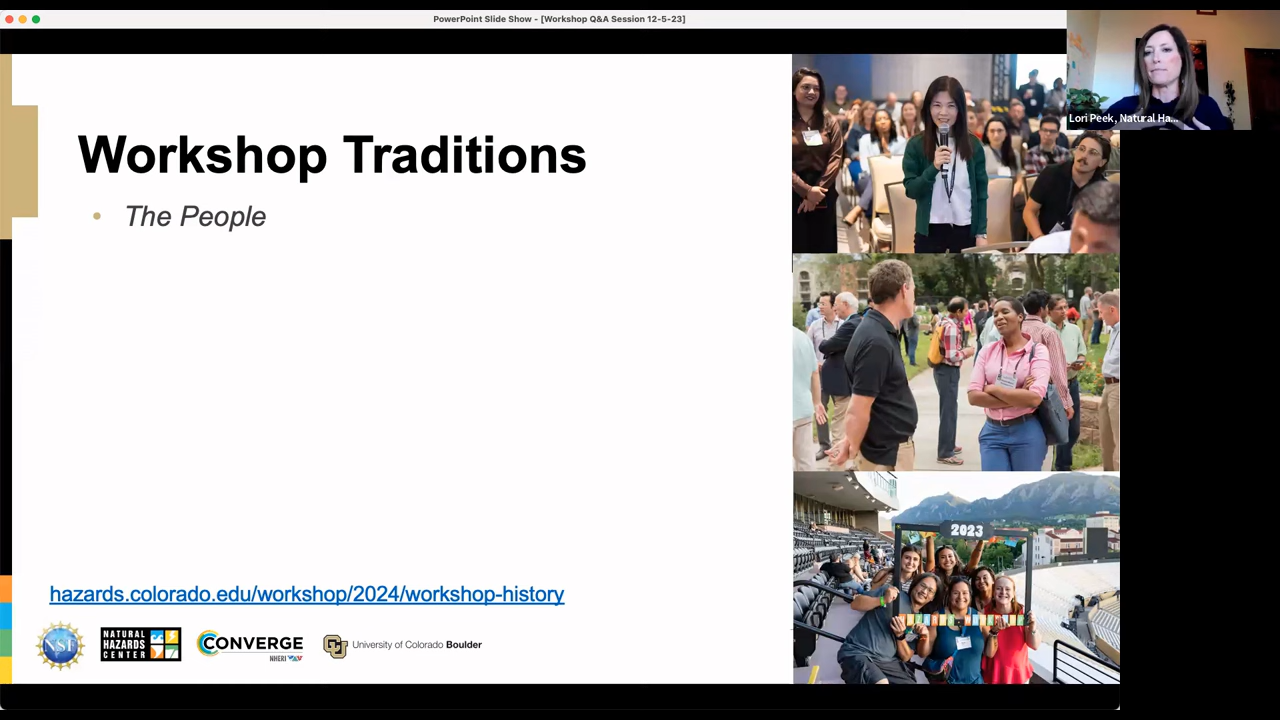 PowerPoint Slide Show - [Workshop Q&A Session 12-5-23]
Lori Peek, Natural Ha...
Workshop Traditions
• The People
2023
hazards.colorado.edu/workshop/2024/workshop-history
NSF
NATURAL
HAZARDS
CENTER
CONVERGE
NHERI
University of Colorado Boulder